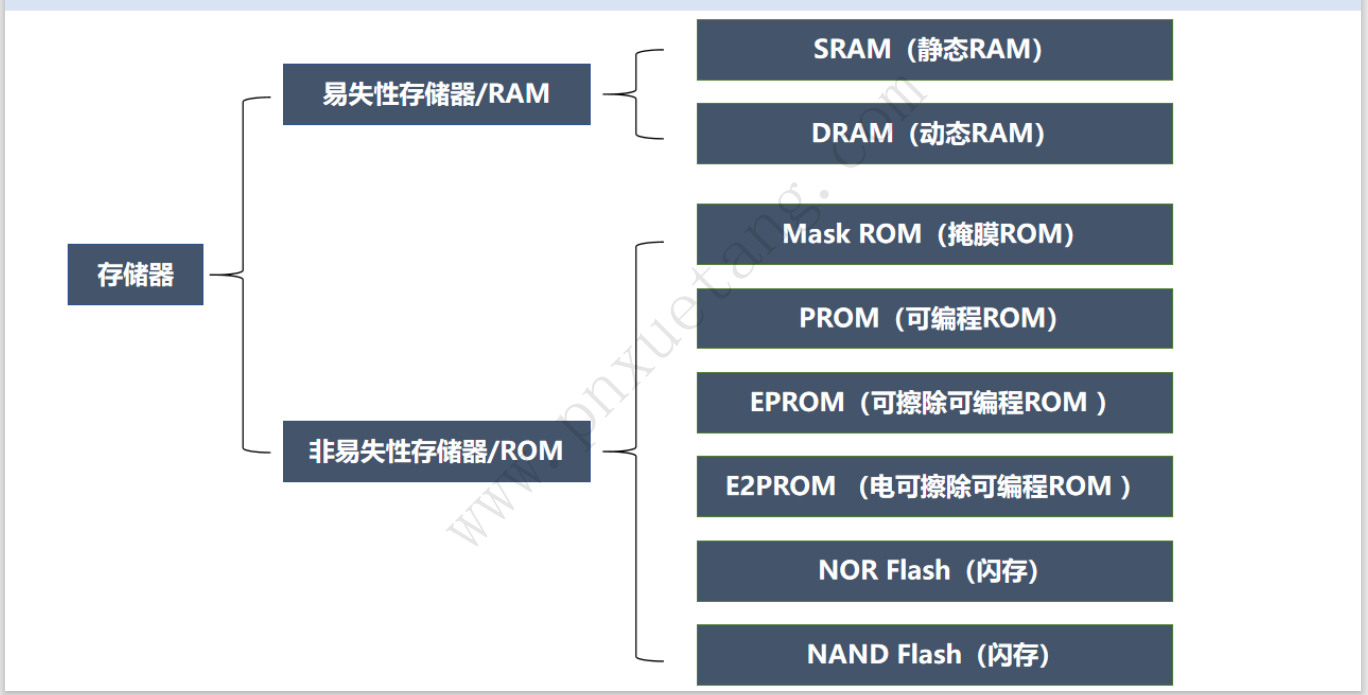 存储器
易失性存储器/RAM
SRAM（静态RAM）
DRAM（动态RAM）
非易失性存储器/ROM
Mask ROM（掩膜ROM）
PROM（可编程ROM）
EPROM（可擦除可编程ROM ）
E2PROM （电可擦除可编程ROM ）
NOR Flash（闪存）
NAND Flash（闪存）
www.pnxuetang.com